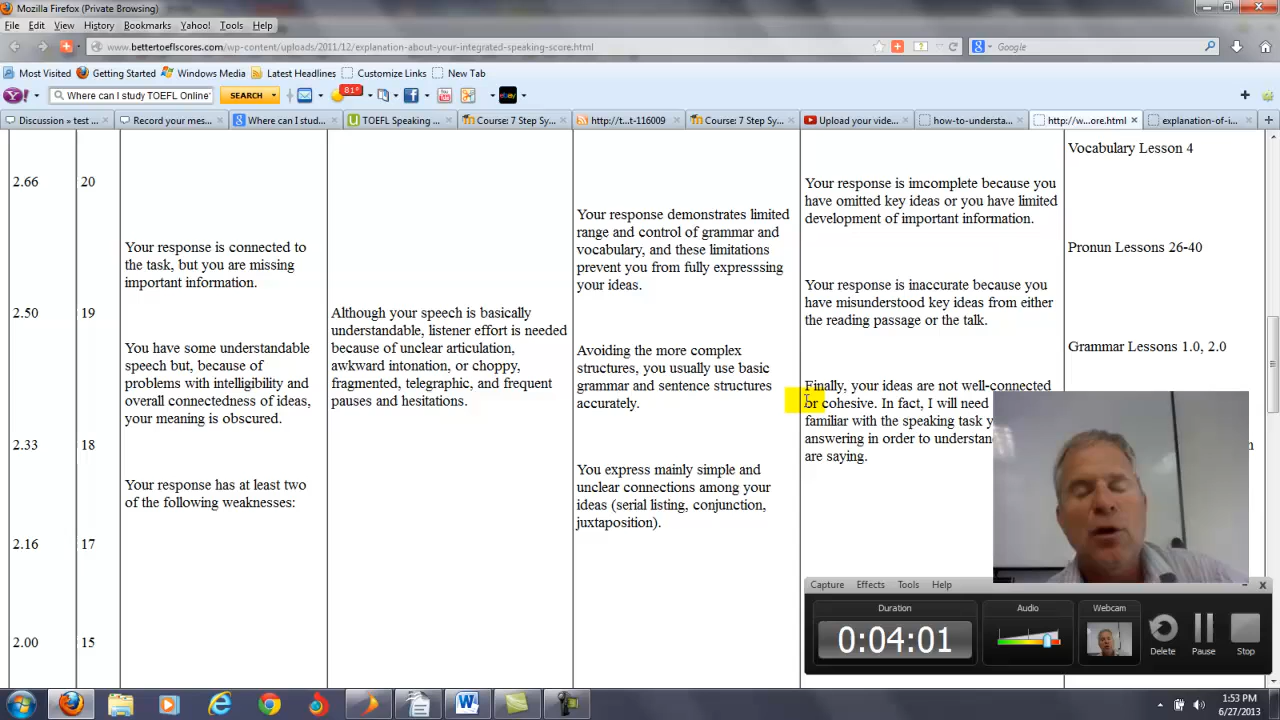 Mozilla Firefox (Private Browsing)
File Edit View History Bookmarks Yahoo! Tools Help
www.bettertoeflscores.com/wp-content/uploads/2011/12/explanation-about-your-integrated-speaking-score.html
Google
Most Visited Getting Started Windows Media Latest Headlines Customize Links New Tab
Where can I study TOEFL Online'
SEARCH
81°
ebay
Discussion » test ...
Record your mes...
Where can I stud...
TOEFL Speaking ...
Course: 7 Step Sy...
http://t...t-116009
Course: 7 Step Sy...
Upload your vide...
how-to-understa...
http://w...ore.html
explanation-of-i...
2.66
20
2.50
19
2.33
18
2.16
17
2.00
15
Your response is connected to
the task, but you are missing
important information.
You have some understandable
speech but, because of
problems with intelligibility and
overall connectedness of ideas,
your meaning is obscured.
Your response has at least two
of the following weaknesses:
Although your speech is basically
understandable, listener effort is needed
because of unclear articulation,
awkward intonation, or choppy,
fragmented, telegraphic, and frequent
pauses and hesitations.
Your response demonstrates limited
range and control of grammar and
vocabulary, and these limitations
prevent you from fully expresssing
your ideas.
Avoiding the more complex
structures, you usually use basic
grammar and sentence structures
accurately.
You express mainly simple and
unclear connections among your
ideas (serial listing, conjunction,
juxtaposition).
Your response is imcomplete because you
have omitted key ideas or you have limited
development of important information.
Your response is inaccurate because you
have misunderstood key ideas from either
the reading passage or the talk.
Finally, your ideas are not well-connected
or cohesive. In fact, I will need
familiar with the speaking task
answering in order to understand
are saying.
Vocabulary Lesson 4
Pronun Lessons 26-40
Grammar Lessons 1.0, 2.0
Capture Effects Tools Help
Duration
0:04:01
Audio
Webcam
Delete
Pause
Stop
1:53 PM
6/27/2013